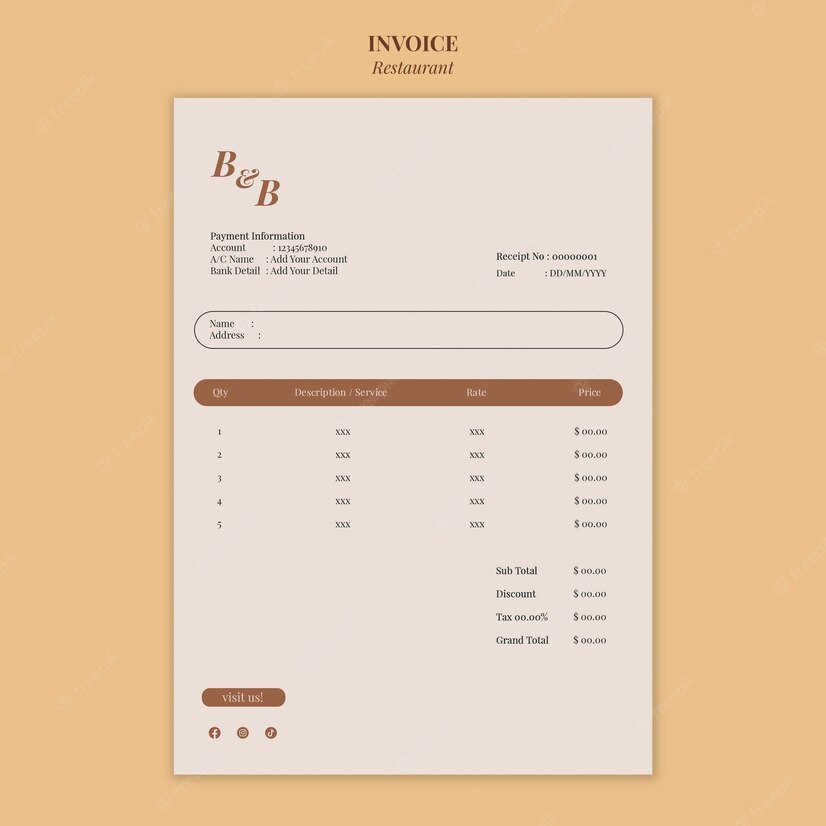 INVOICE
Restaurant
B&B
Payment Information
Account : 12345678910
A/C Name : Add Your Account
Bank Detail : Add Your Detail
Receipt No : 00000001
Date : DD/MM/YYYY
Name :
Address :
Qty Description / Service Rate Price
1 xxx xxx $ 00.00
2 xxx xxx $ 00.00
3 xxx xxx $ 00.00
4 xxx xxx $ 00.00
5 xxx xxx $ 00.00
Sub Total $ 00.00
Discount $ 00.00
Tax 00.00% $ 00.00
Grand Total $ 00.00
visit us!
freepik